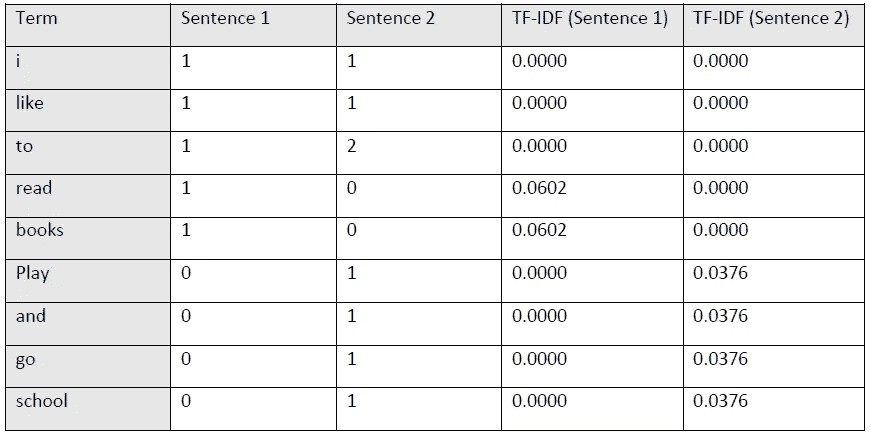 Term Sentence 1 Sentence 2 TF-IDF (Sentence 1) TF-IDF (Sentence 2)
i 1 1 0.0000 0.0000
like 1 1 0.0000 0.0000
to 1 2 0.0000 0.0000
read 1 0 0.0602 0.0000
books 1 0 0.0602 0.0000
Play 0 1 0.0000 0.0376
and 0 1 0.0000 0.0376
go 0 1 0.0000 0.0376
school 0 1 0.0000 0.0376